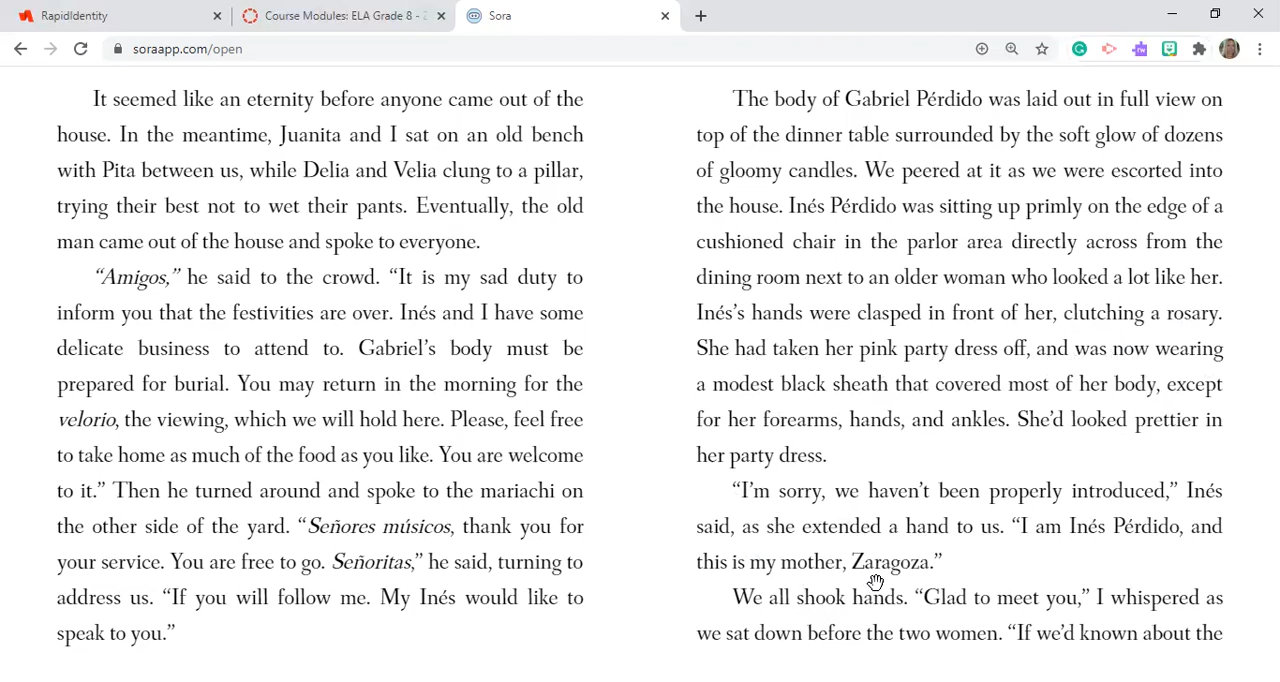 RapidIdentity
Course Modules: ELA Grade 8 - 2
Sora
soraapp.com/open
It seemed like an eternity before anyone came out of the
house. In the meantime, Juanita and I sat on an old bench
with Pita between us, while Delia and Velia clung to a pillar,
trying their best not to wet their pants. Eventually, the old
man came out of the house and spoke to everyone.
“Amigos,” he said to the crowd. “It is my sad duty to
inform you that the festivities are over. Inés and I have some
delicate business to attend to. Gabriel’s body must be
prepared for burial. You may return in the morning for the
velorio, the viewing, which we will hold here. Please, feel free
to take home as much of the food as you like. You are welcome
to it.” Then he turned around and spoke to the mariachi on
the other side of the yard. “Señores músicos, thank you for
your service. You are free to go. Señoritas,” he said, turning to
address us. “If you will follow me. My Inés would like to
speak to you.”
The body of Gabriel Pérdido was laid out in full view on
top of the dinner table surrounded by the soft glow of dozens
of gloomy candles. We peered at it as we were escorted into
the house. Inés Pérdido was sitting up primly on the edge of a
cushioned chair in the parlor area directly across from the
dining room next to an older woman who looked a lot like her.
Inés’s hands were clasped in front of her, clutching a rosary.
She had taken her pink party dress off, and was now wearing
a modest black sheath that covered most of her body, except
for her forearms, hands, and ankles. She’d looked prettier in
her party dress.
“I’m sorry, we haven’t been properly introduced,” Inés
said, as she extended a hand to us. “I am Inés Pérdido, and
this is my mother, Zaragoza.”
We all shook hands. “Glad to meet you,” I whispered as
we sat down before the two women. “If we’d known about the